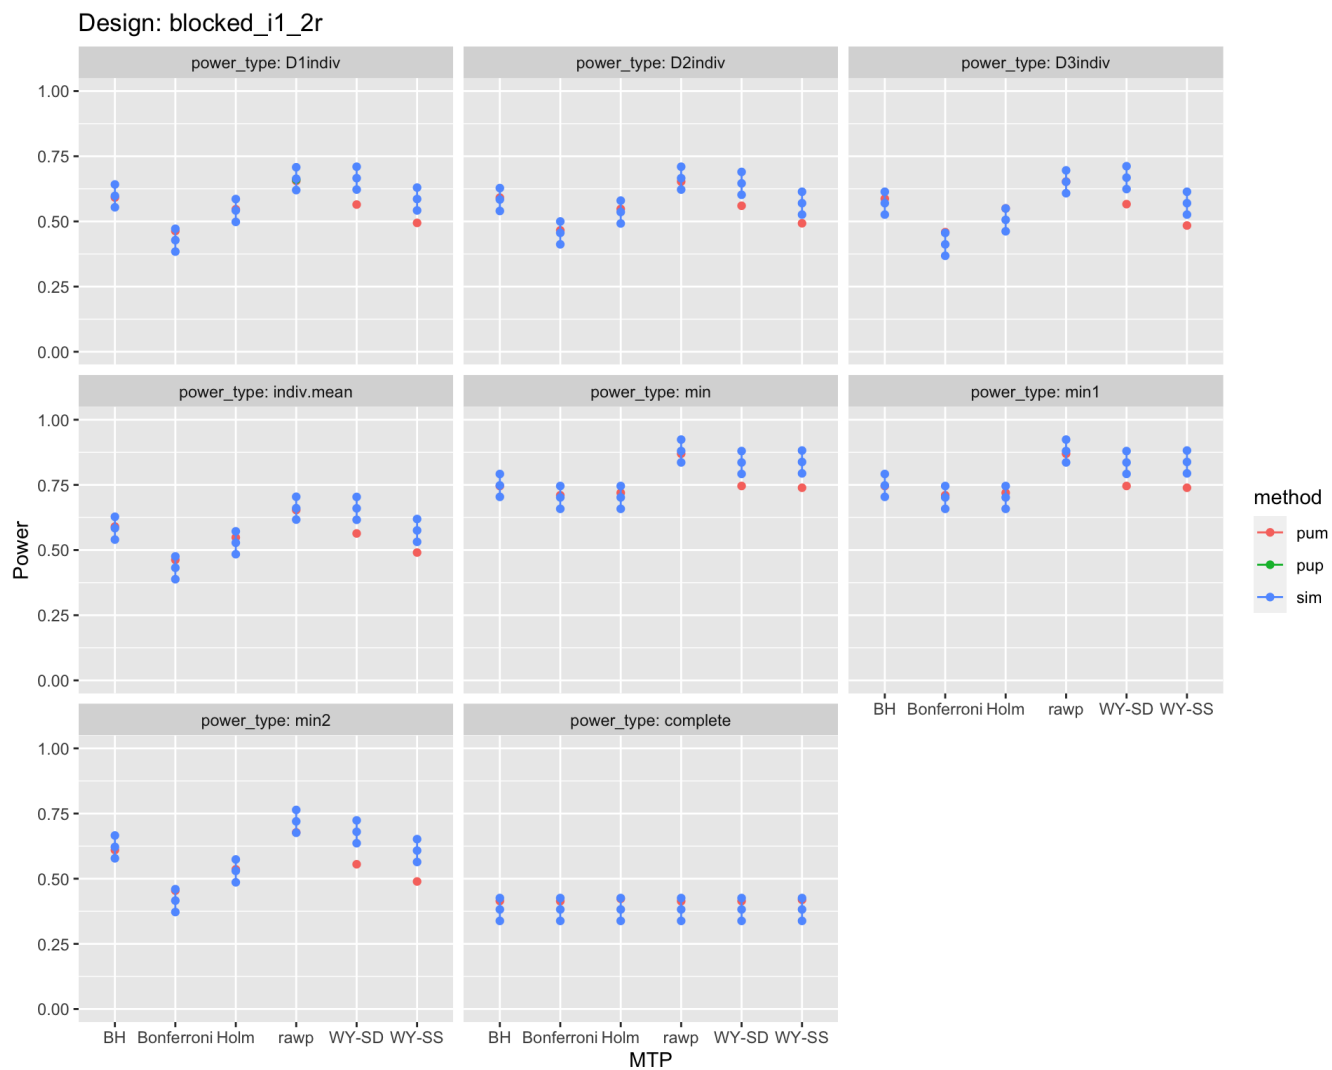 Design: blocked_i1_2r
power_type: D1indiv
power_type: D2indiv
power_type: D3indiv
1.00
0.75
0.50
0.25
0.00
power_type: indiv.mean
power_type: min
power_type: min1
1.00
0.75
0.50
0.25
0.00
BH Bonferroni Holm rawp WY-SD WY-SS
power_type: min2
power_type: complete
1.00
0.75
0.50
0.25
0.00
BH Bonferroni Holm rawp WY-SD WY-SS
BH Bonferroni Holm rawp WY-SD WY-SS
MTP
Power
method
pum
pup
sim